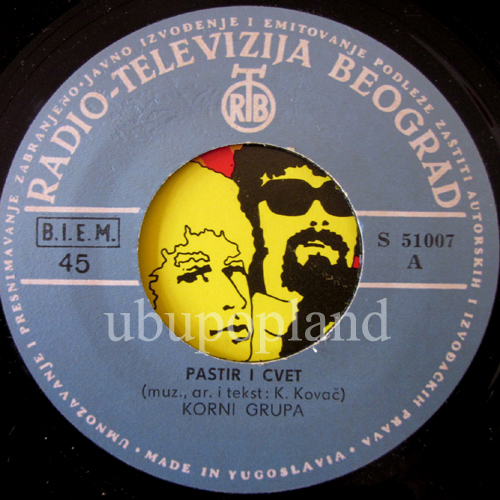 UMNOŽAVANJE I PRESNIMAVANJE ZABRANJENO · JAVNO IZVOĐENJE I EMITOVANJE PODLEŽE ZAŠTITI AUTORSKIH I IZVOĐAČKIH PRAVA ·
RADIO-TELEVIZIJA BEOGRAD
RTB
B.I.E.M.
45
S 51007
A
ubupopland
PASTIR I CVET
(muz., ar. i tekst: K. Kovač)
KORNI GRUPA
MADE IN YUGOSLAVIA ·